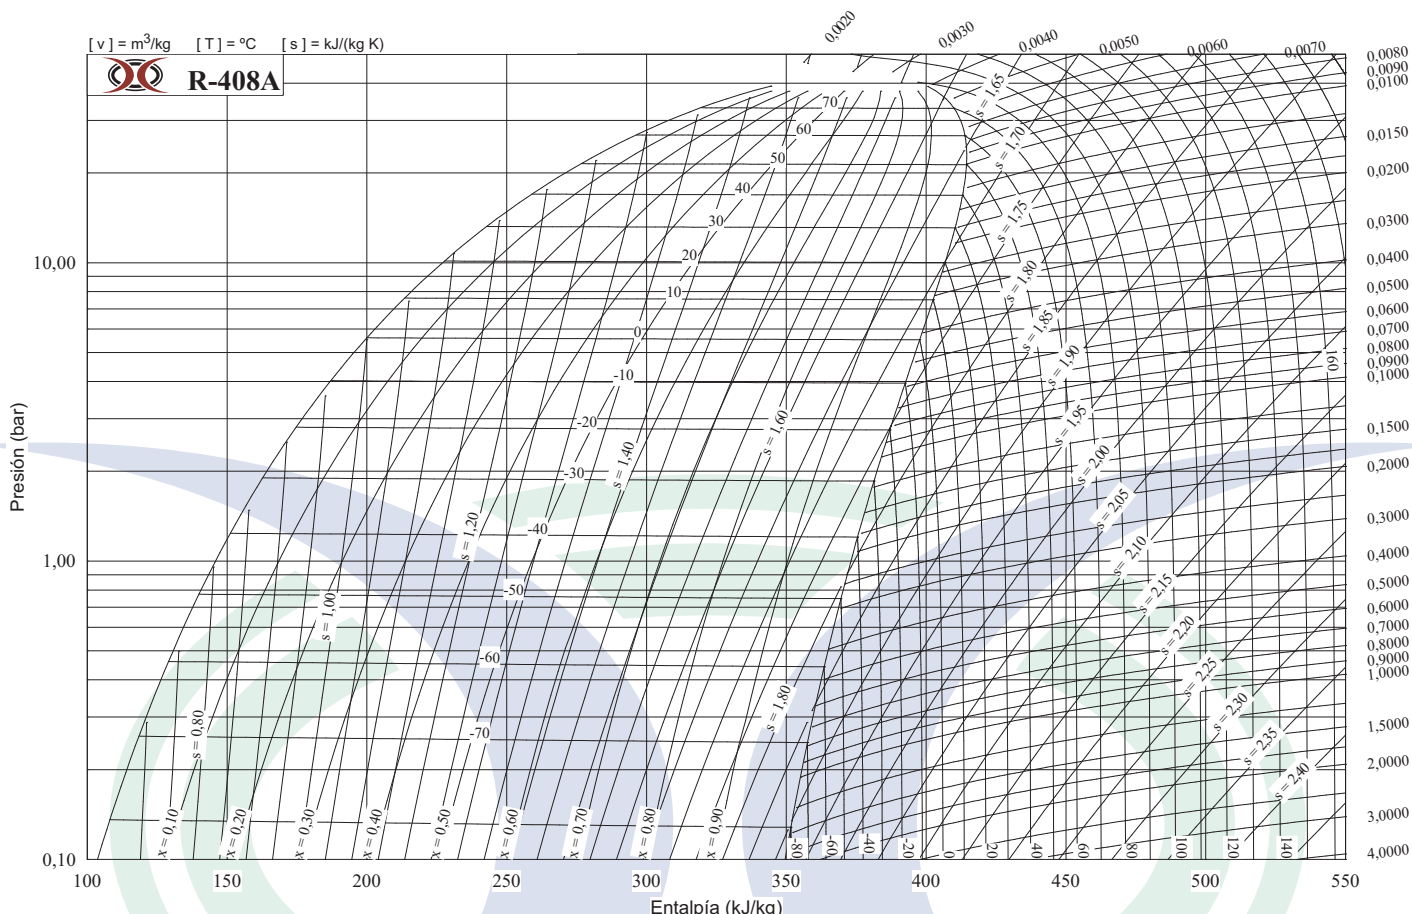 [ v ] = m3/kg [ T ] = ºC [ s ] = kJ/(kg K)
R-408A
0,0020
0,0030
0,0040
0,0050
0,0060
0,0070
0,0080
0,0090
0,0100
0,0150
0,0200
0,0300
0,0400
0,0500
0,0600
0,0700
0,0800
0,0900
0,1000
0,1500
0,2000
0,3000
0,4000
0,5000
0,6000
0,7000
0,8000
0,9000
1,0000
1,5000
2,0000
3,0000
4,0000
70
60
50
40
30
20
10
0
-10
-20
-30
-40
-50
-60
-70
s = 1,65
s = 1,70
s = 1,75
s = 1,80
s = 1,85
s = 1,90
s = 1,95
s = 2,00
s = 2,05
s = 2,10
s = 2,15
s = 2,20
s = 2,25
s = 2,30
s = 2,35
s = 2,40
s = 0,80
s = 1,00
s = 1,20
s = 1,40
s = 1,60
s = 1,80
160
x = 0,10
x = 0,20
x = 0,30
x = 0,40
x = 0,50
x = 0,60
x = 0,70
x = 0,80
x = 0,90
-80
-60
-40
-20
0
20
40
60
80
100
120
140
Presión (bar)
10,00
1,00
0,10
100 150 200 250 300 350 400 450 500 550
Entalpía (kJ/kg)